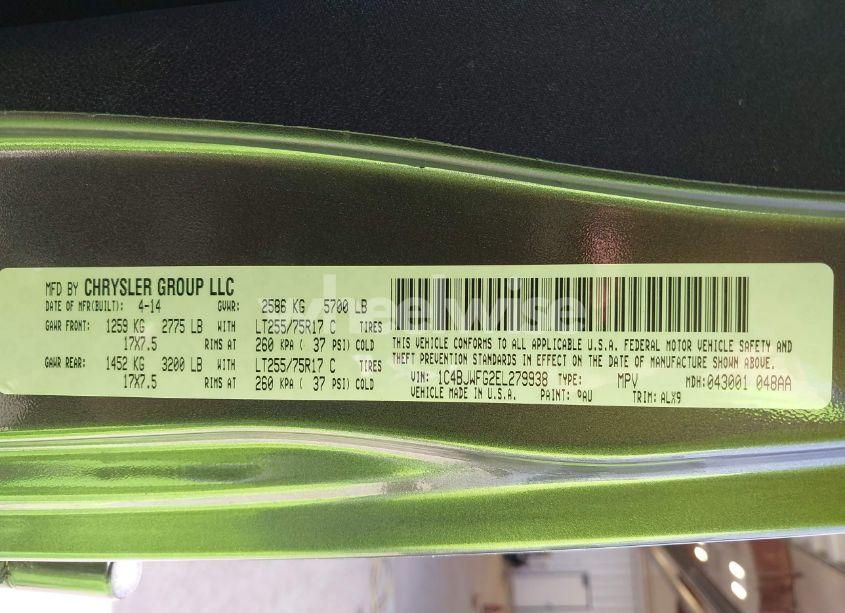 MFD BY CHRYSLER GROUP LLC
DATE OF MFR(BUILT): 4-14 GVWR: 2586 KG 5700 LB
GAWR FRONT: 1259 KG 2775 LB WITH LT255/75R17 C TIRES
17X7.5 RIMS AT 260 KPA ( 37 PSI) COLD
GAWR REAR: 1452 KG 3200 LB WITH LT255/75R17 C TIRES
17X7.5 RIMS AT 260 KPA ( 37 PSI) COLD
THIS VEHICLE CONFORMS TO ALL APPLICABLE U.S.A. FEDERAL MOTOR VEHICLE SAFETY AND
THEFT PREVENTION STANDARDS IN EFFECT ON THE DATE OF MANUFACTURE SHOWN ABOVE.
VIN: 1C4BJWFG2EL279938 TYPE: MPV MDH: 043001 048AA
VEHICLE MADE IN U.S.A. PAINT: 9AU TRIM: ALX9
wheelwise